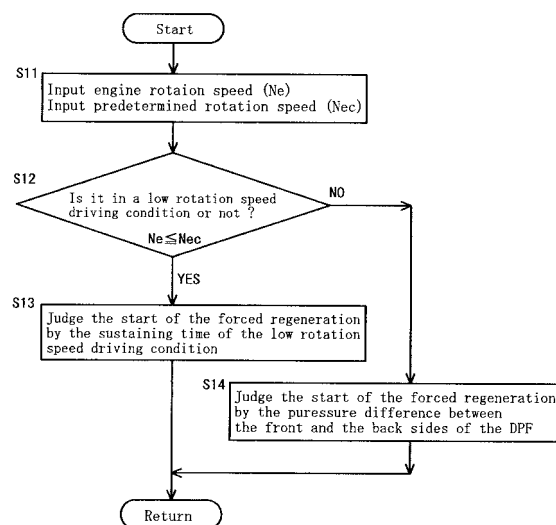 Start
S11
Input engine rotaion speed (Ne)
Input predetermined rotation speed (Nec)
S12
Is it in a low rotation speed
driving condition or not ?
Ne≦Nec
NO
YES
S13
Judge the start of the forced regeneration
by the sustaining time of the low rotation
speed driving condition
S14
Judge the start of the forced regeneration
by the puressure difference between
the front and the back sides of the DPF
Return